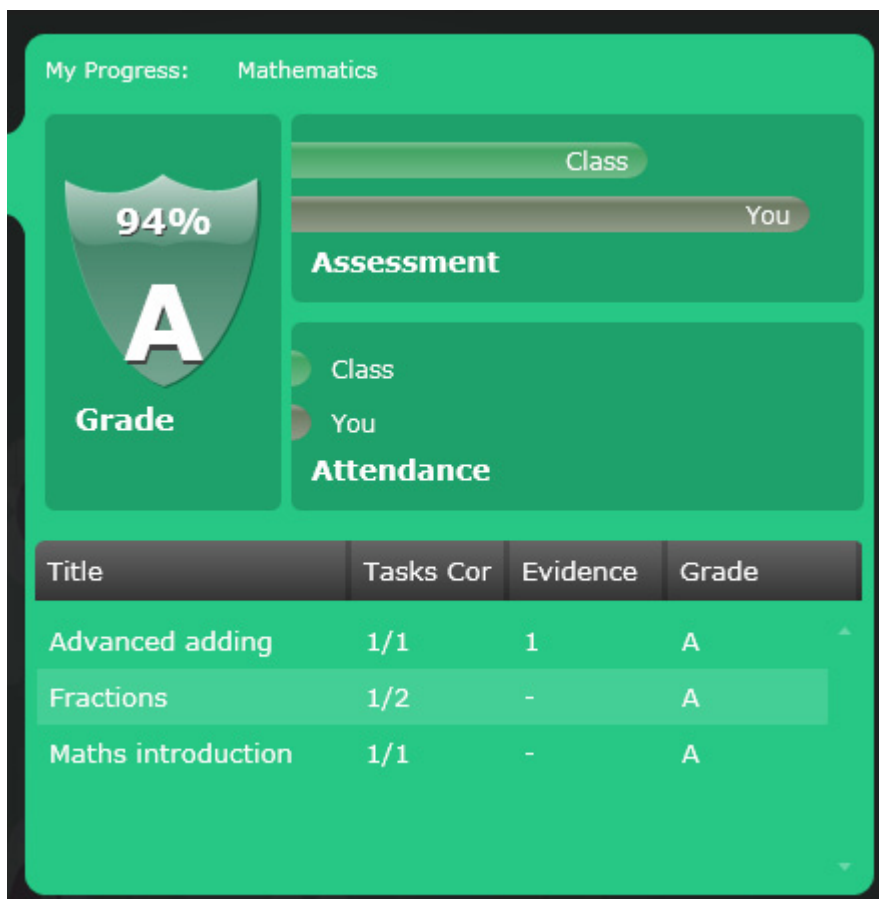 My Progress: Mathematics
94%
A
Grade
Class
You
Assessment
Class
You
Attendance
Title Tasks Cor Evidence Grade
Advanced adding 1/1 1 A
Fractions 1/2 - A
Maths introduction 1/1 - A